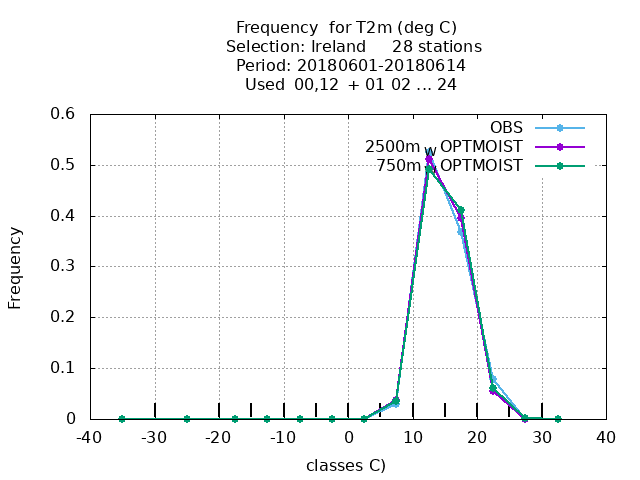 Frequency  for T2m (deg C)
Selection: Ireland     28 stations
Period: 20180601-20180614
Used  00,12  + 01 02 ... 24
OBS
2500m w OPTMOIST
750m w OPTMOIST
0.6
0.5
0.4
0.3
0.2
0.1
0
Frequency
-40 -30 -20 -10 0 10 20 30 40
classes C)